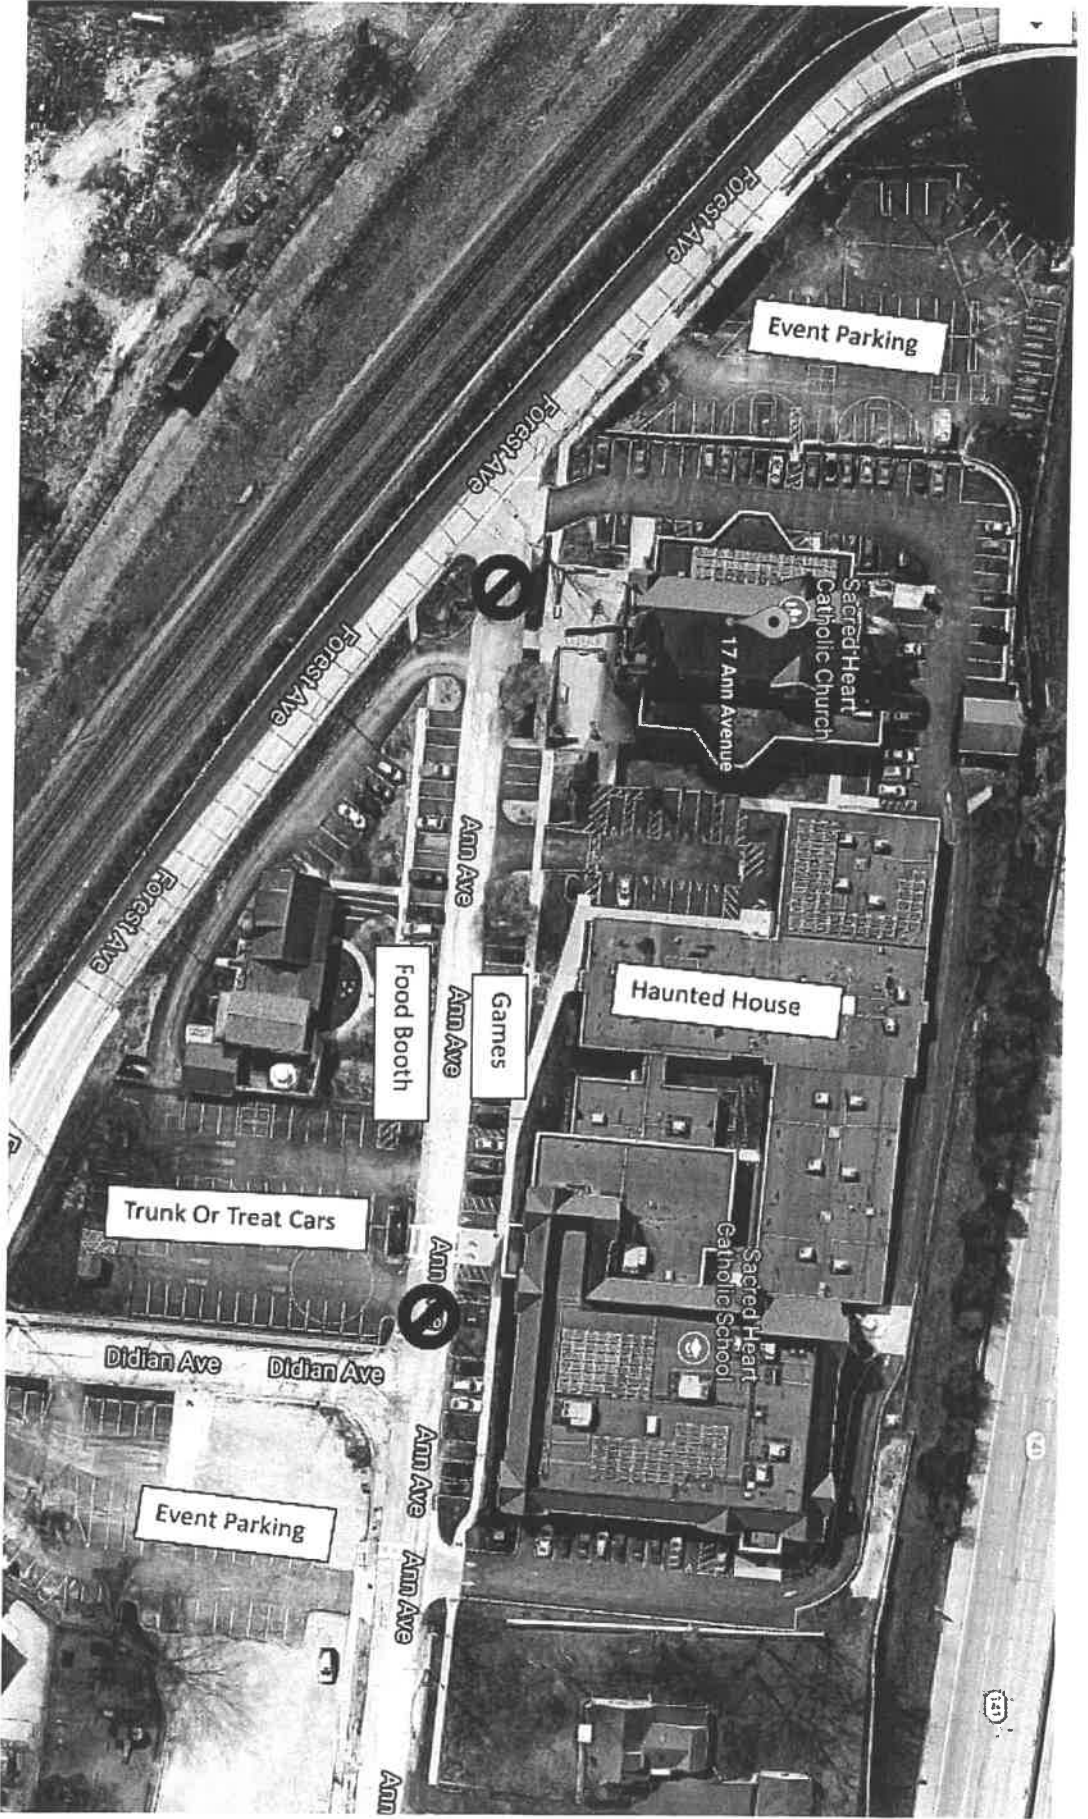 Forest Ave
Event Parking
Forest Ave
Sacred Heart
Catholic Church
17 Ann Avenue
Forest Ave
Ann Ave
Forest Ave
Haunted House
Games
Food Booth
Ann Ave
Trunk Or Treat Cars
Ann
Sacred Heart
Catholic School
Didian Ave
Didian Ave
141
Ann Ave
Event Parking
Ann Ave
141
Ann